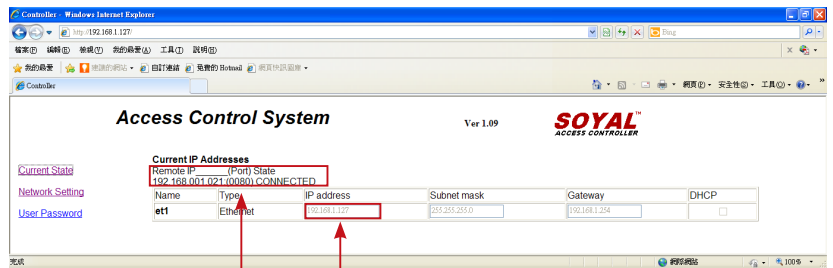 Controller - Windows Internet Explorer
http://192.168.1.127/
Bing
檔案(F) 編輯(E) 檢視(V) 我的最愛(A) 工具(T) 說明(H)
我的最愛 建議的網站 自訂連結 免費的 Hotmail 網頁快訊圖庫
Controller
網頁(P) 安全性(S) 工具(O)
Access Control System
Ver 1.09
SOYAL™
ACCESS CONTROLLER
Current IP Addresses
Current State
Remote IP______(Port) State
192.168.001.021:(0080) CONNECTED
Network Setting
Name Type IP address Subnet mask Gateway DHCP
User Password
et1 Ethernet 192.168.1.127 255.255.255.0 192.168.1.254
完成
網際網路
100%